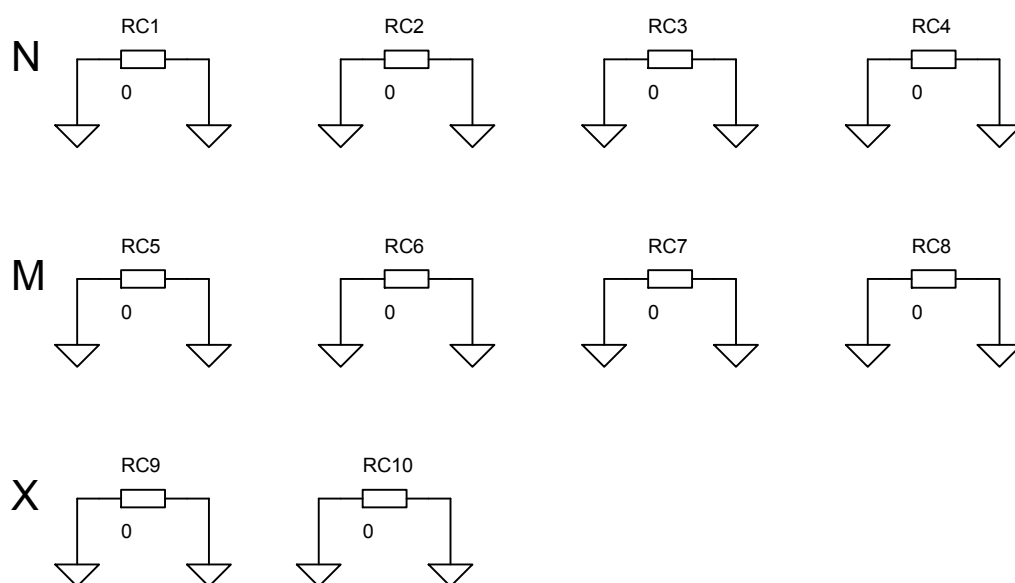 RC1 RC2 RC3 RC4
N
0 0 0 0
RC5 RC6 RC7 RC8
M
0 0 0 0
RC9 RC10
X
0 0